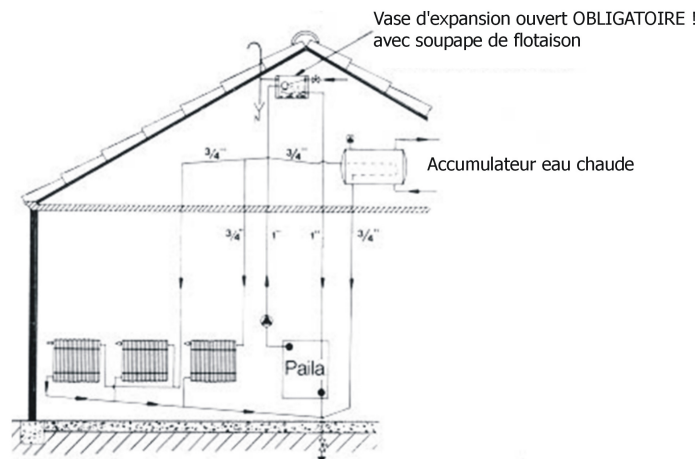 Vase d'expansion ouvert OBLIGATOIRE !
avec soupape de flotaison
3/4"
3/4"
Accumulateur eau chaude
3/4"
1"
1"
3/4"
Paila